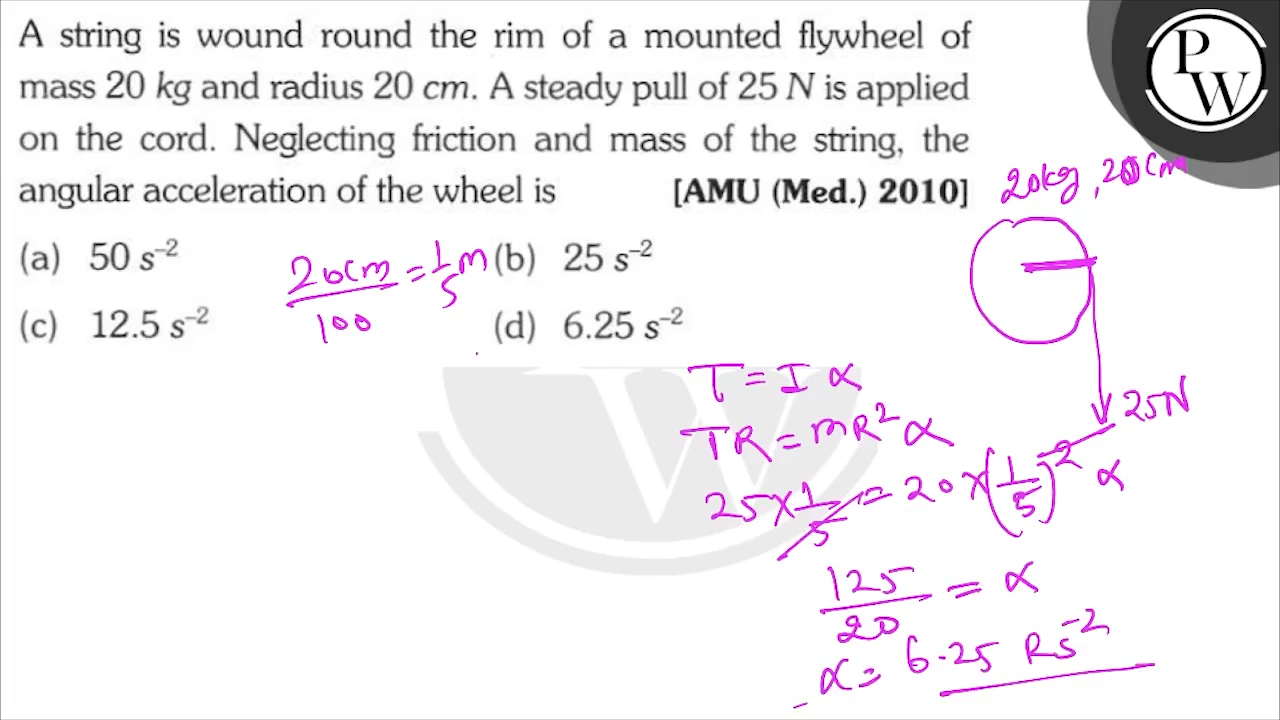 A string is wound round the rim of a mounted flywheel of
mass 20 kg and radius 20 cm. A steady pull of 25 N is applied
on the cord. Neglecting friction and mass of the string, the
angular acceleration of the wheel is [AMU (Med.) 2010]
(a) 50 s⁻² (b) 25 s⁻²
(c) 12.5 s⁻² (d) 6.25 s⁻²
20cm/100 = 1/5 m
P
W
20kg, 20cm
25N
T = I α
TR = mR² α
25 × 1/5 = 20 × (1/5)² α
125/20 = α
α = 6.25 Rs⁻²